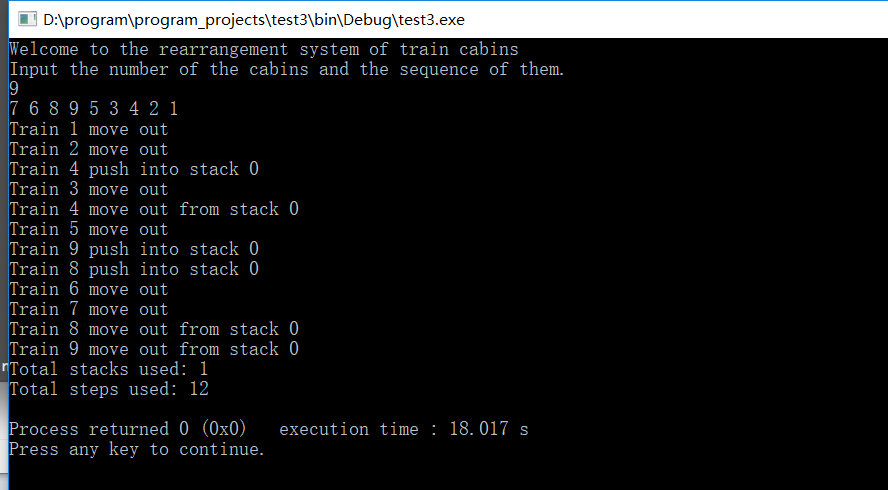 D:\program\program_projects\test3\bin\Debug\test3.exe
Welcome to the rearrangement system of train cabins
Input the number of the cabins and the sequence of them.
9
7 6 8 9 5 3 4 2 1
Train 1 move out
Train 2 move out
Train 4 push into stack 0
Train 3 move out
Train 4 move out from stack 0
Train 5 move out
Train 9 push into stack 0
Train 8 push into stack 0
Train 6 move out
Train 7 move out
Train 8 move out from stack 0
Train 9 move out from stack 0
Total stacks used: 1
Total steps used: 12
Process returned 0 (0x0)   execution time : 18.017 s
Press any key to continue.